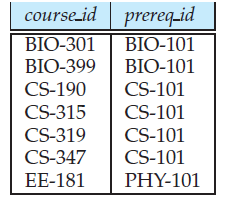 course_id prereq_id
BIO-301 BIO-101
BIO-399 BIO-101
CS-190 CS-101
CS-315 CS-101
CS-319 CS-101
CS-347 CS-101
EE-181 PHY-101